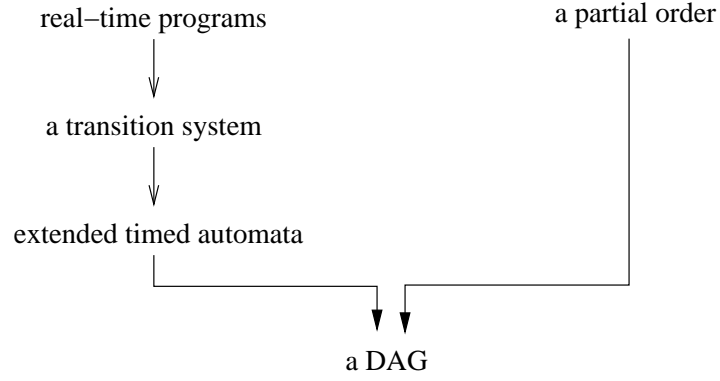 real−time programs
a partial order
a transition system
extended timed automata
a DAG